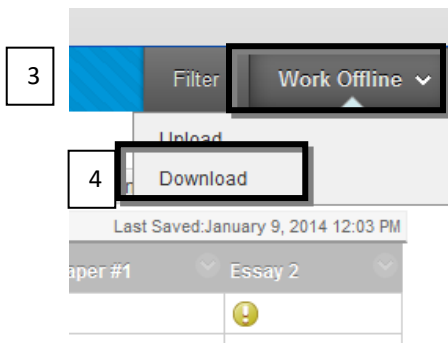 3
Filter
Work Offline
Upload
4
Download
Last Saved:January 9, 2014 12:03 PM
aper #1
Essay 2